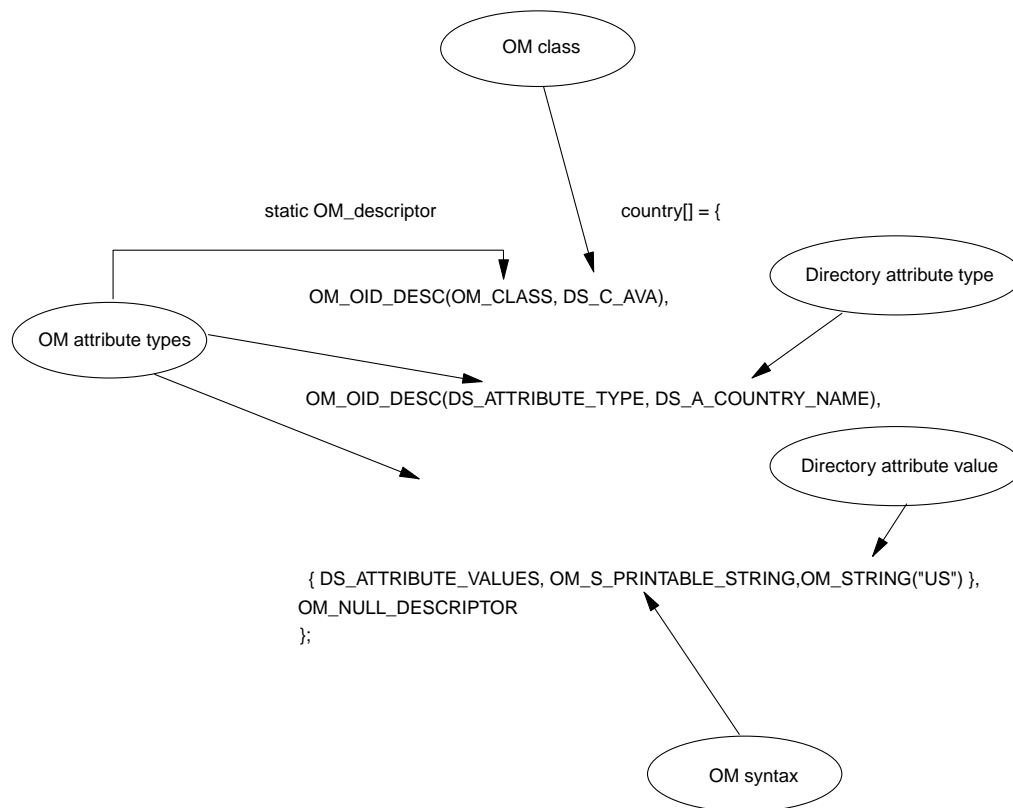 OM class
static OM_descriptor country[] = {
Directory attribute type
OM_OID_DESC(OM_CLASS, DS_C_AVA),
OM attribute types
OM_OID_DESC(DS_ATTRIBUTE_TYPE, DS_A_COUNTRY_NAME),
Directory attribute value
{ DS_ATTRIBUTE_VALUES, OM_S_PRINTABLE_STRING,OM_STRING("US") },
OM_NULL_DESCRIPTOR
};
OM syntax